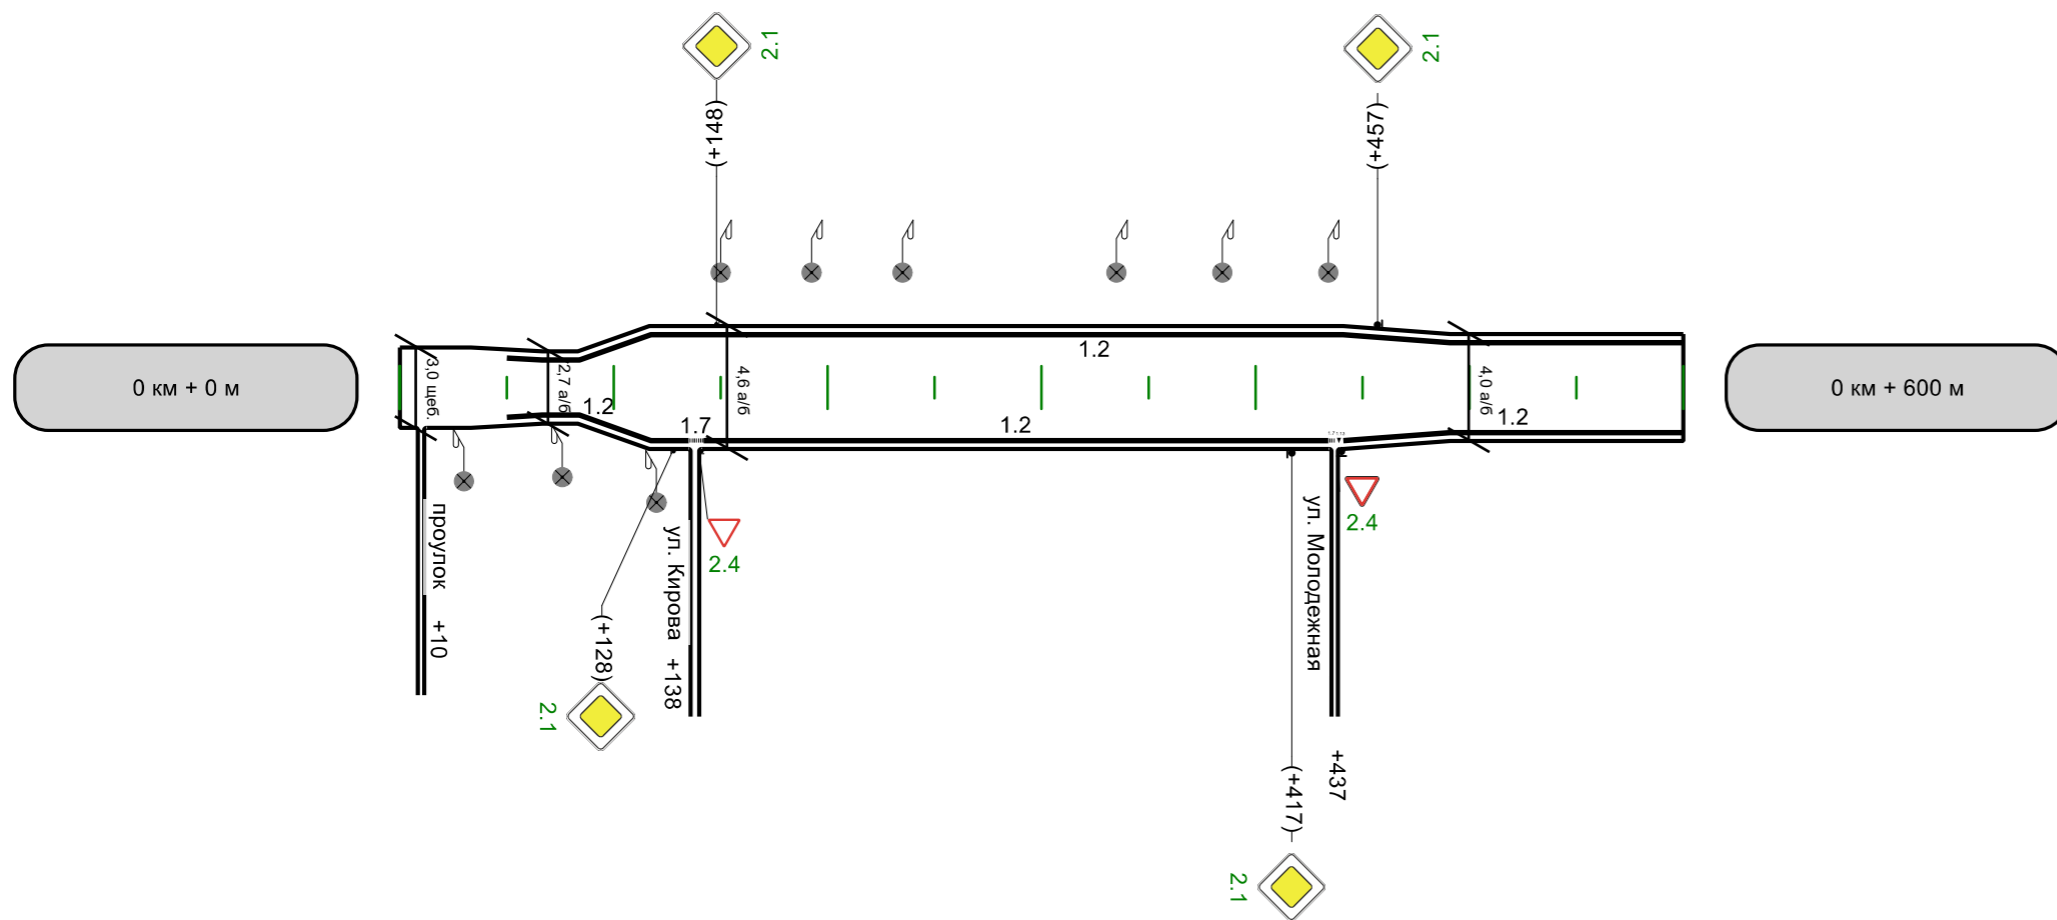 2.1
2.1
(+148)
(+457)
0 км + 0 м
3,0 щеб.
2,7 а/б
1.2
1.7
4,6 а/б
1.2
1.2
4,0 а/б
1.2
0 км + 600 м
проулок +10
(+128)
2.1
ул. Кирова +138
2.4
ул. Молодежная
+437
2.4
(+417)
2.1